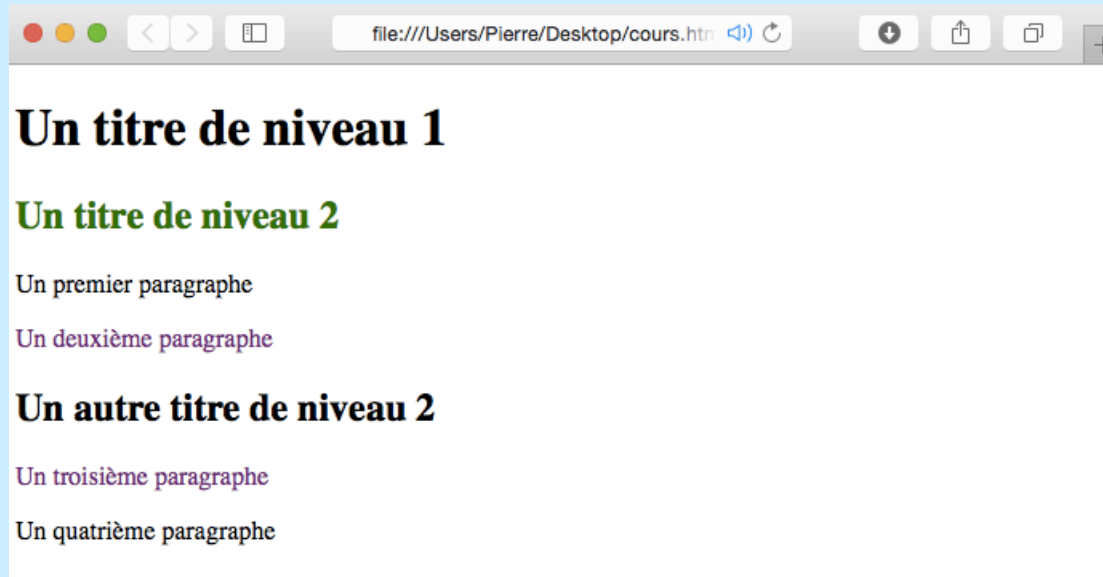 file:///Users/Pierre/Desktop/cours.htm
Un titre de niveau 1
Un titre de niveau 2
Un premier paragraphe
Un deuxième paragraphe
Un autre titre de niveau 2
Un troisième paragraphe
Un quatrième paragraphe